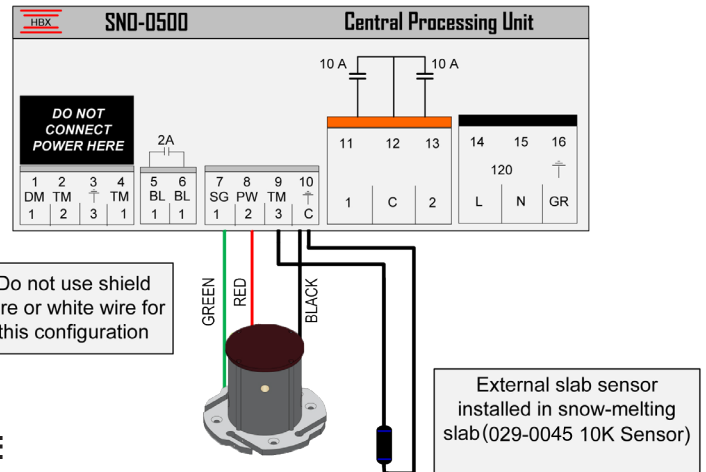 HBX SNO-0500 Central Processing Unit
10 A 10 A
DO NOT
CONNECT
POWER HERE
2A
1 2 3 4 5 6 7 8 9 10 11 12 13 14 15 16
DM TM TM BL BL SG PW TM 120
1 2 3 1 1 1 1 2 3 C 1 C 2 L N GR
Do not use shield
re or white wire for
this configuration
GREEN
RED
BLACK
External slab sensor
installed in snow-melting
slab(029-0045 10K Sensor)